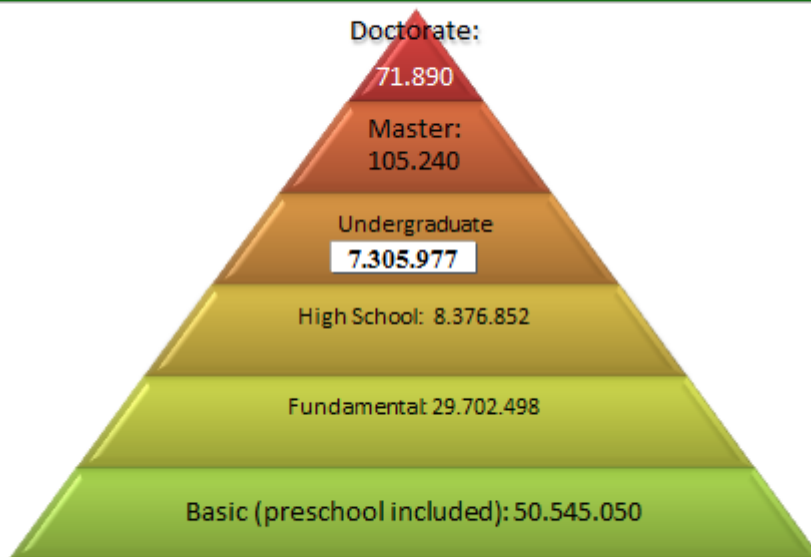 Doctorate:
71.890
Master:
105.240
Undergraduate
7.305.977
High School: 8.376.852
Fundamental: 29.702.498
Basic (preschool included): 50.545.050